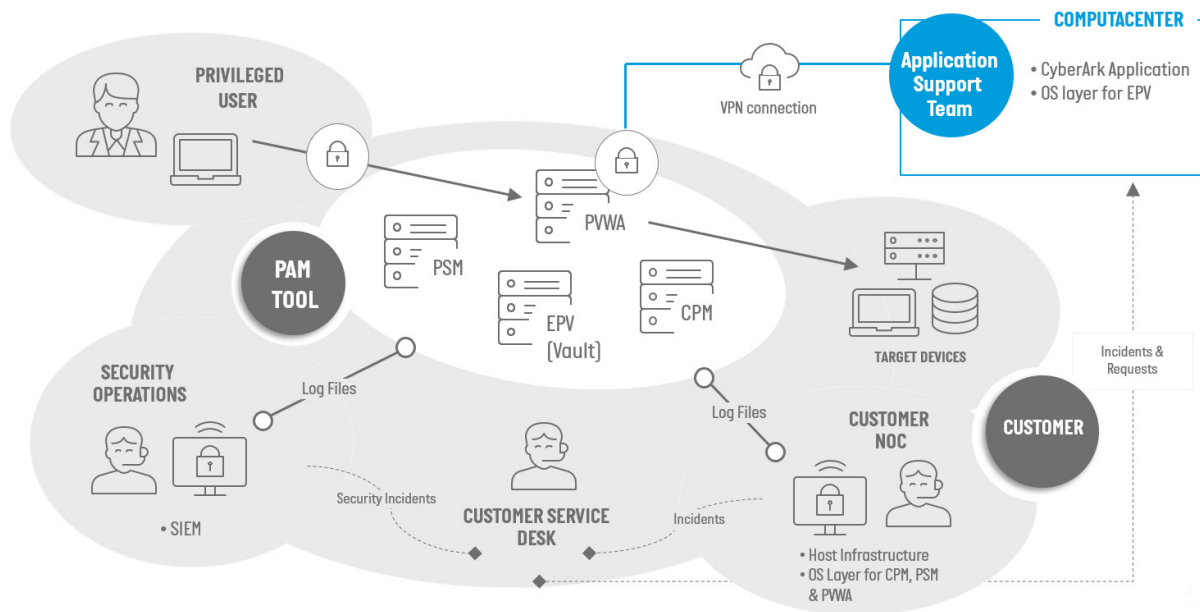 COMPUTACENTER
Application
Support
Team
• CyberArk Application
• OS layer for EPV
VPN connection
PRIVILEGED
USER
PVWA
PSM
EPV
(Vault)
CPM
PAM
TOOL
TARGET DEVICES
Incidents &
Requests
SECURITY
OPERATIONS
Log Files
• SIEM
Security Incidents
CUSTOMER SERVICE
DESK
Incidents
Log Files
CUSTOMER
NOC
CUSTOMER
• Host Infrastructure
• OS Layer for CPM, PSM
& PVWA